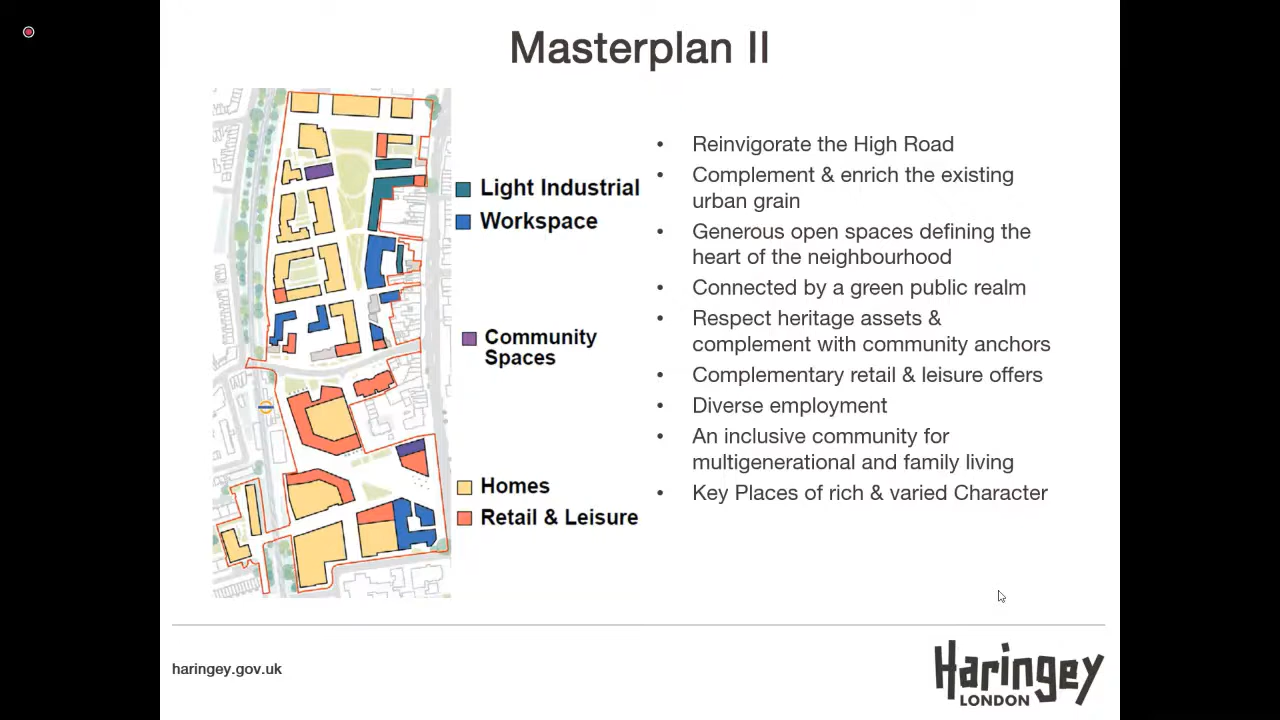 Masterplan II
Light Industrial
Workspace
Community
Spaces
Homes
Retail & Leisure
• Reinvigorate the High Road
• Complement & enrich the existing
urban grain
• Generous open spaces defining the
heart of the neighbourhood
• Connected by a green public realm
• Respect heritage assets &
complement with community anchors
• Complementary retail & leisure offers
• Diverse employment
• An inclusive community for
multigenerational and family living
• Key Places of rich & varied Character
haringey.gov.uk
Haringey
LONDON